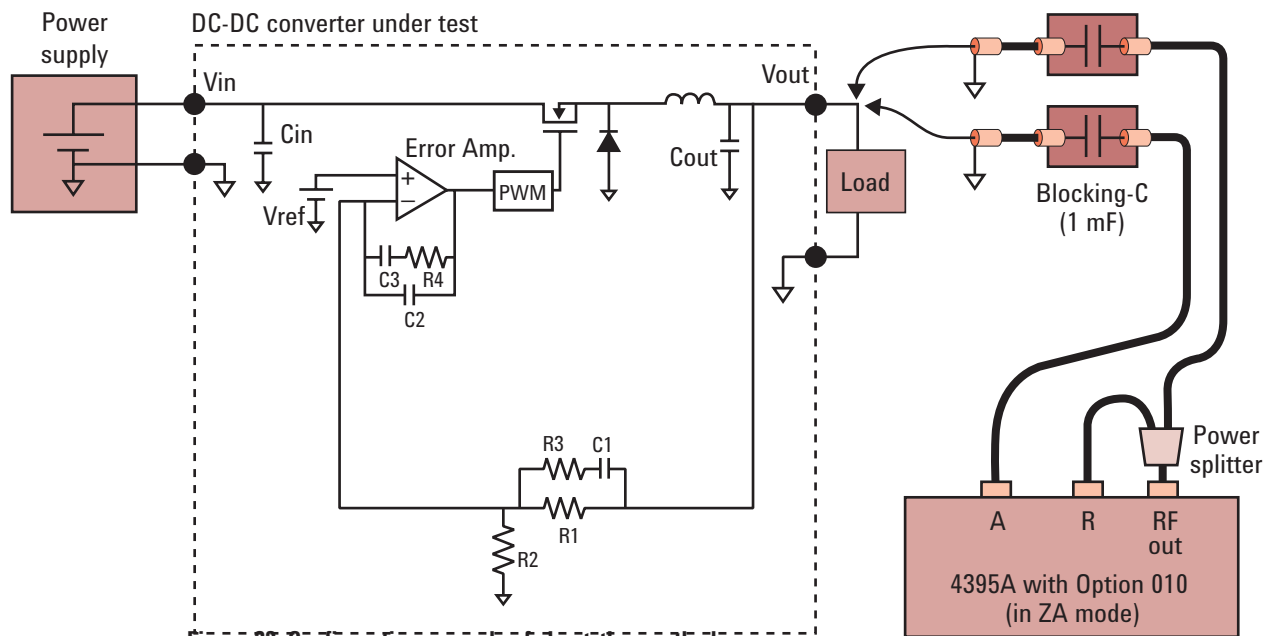 Power
supply
DC-DC converter under test
Vin
Vout
Cin
Error Amp.
Cout
Load
PWM
Vref
C3
R4
C2
Blocking-C
(1 mF)
R3
C1
R1
R2
Power
splitter
A
R
RF
out
4395A with Option 010
(in ZA mode)